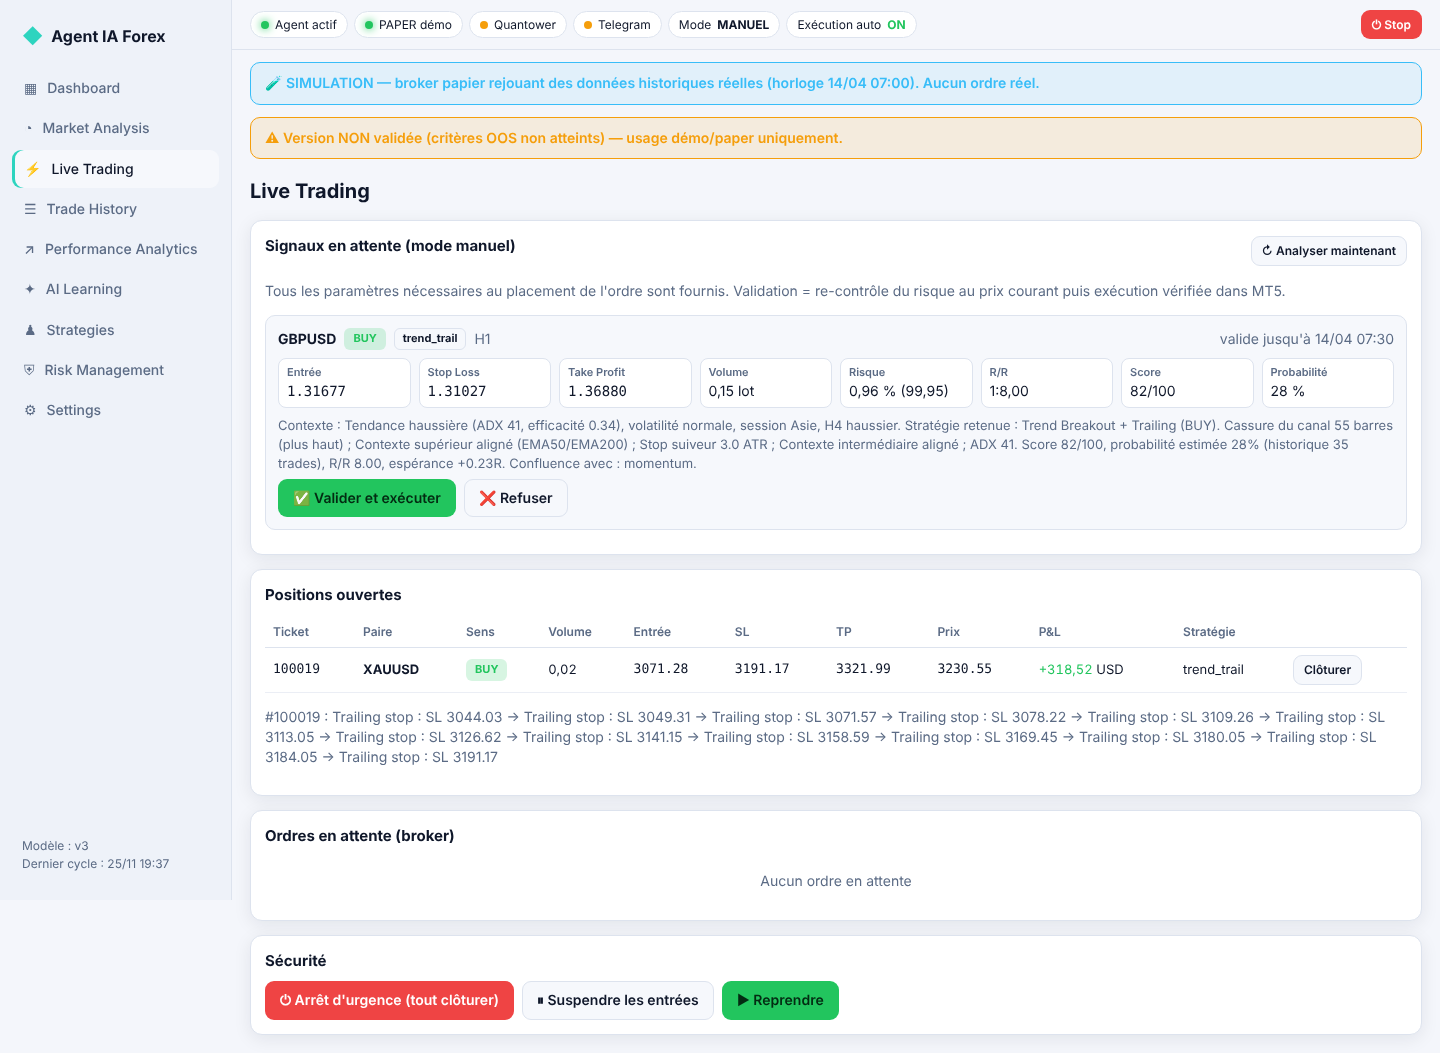 Agent IA Forex
Dashboard
Market Analysis
Live Trading
Trade History
Performance Analytics
AI Learning
Strategies
Risk Management
Settings
Modèle : v3
Dernier cycle : 25/11 19:37
Agent actif
PAPER démo
Quantower
Telegram
Mode MANUEL
Exécution auto ON
Stop
SIMULATION — broker papier rejouant des données historiques réelles (horloge 14/04 07:00). Aucun ordre réel.
Version NON validée (critères OOS non atteints) — usage démo/paper uniquement.
Live Trading
Signaux en attente (mode manuel)
Analyser maintenant
Tous les paramètres nécessaires au placement de l'ordre sont fournis. Validation = re-contrôle du risque au prix courant puis exécution vérifiée dans MT5.
GBPUSD BUY trend_trail H1 valide jusqu'à 14/04 07:30
Entrée Stop Loss Take Profit Volume Risque R/R Score Probabilité
1.31677 1.31027 1.36880 0,15 lot 0,96 % (99,95) 1:8,00 82/100 28 %
Contexte : Tendance haussière (ADX 41, efficacité 0.34), volatilité normale, session Asie, H4 haussier. Stratégie retenue : Trend Breakout + Trailing (BUY). Cassure du canal 55 barres
(plus haut) ; Contexte supérieur aligné (EMA50/EMA200) ; Stop suiveur 3.0 ATR ; Contexte intermédiaire aligné ; ADX 41. Score 82/100, probabilité estimée 28% (historique 35
trades), R/R 8.00, espérance +0.23R. Confluence avec : momentum.
Valider et exécuter
Refuser
Positions ouvertes
Ticket Paire Sens Volume Entrée SL TP Prix P&L Stratégie
100019 XAUUSD BUY 0,02 3071.28 3191.17 3321.99 3230.55 +318,52 USD trend_trail Clôturer
#100019 : Trailing stop : SL 3044.03 → Trailing stop : SL 3049.31 → Trailing stop : SL 3071.57 → Trailing stop : SL 3078.22 → Trailing stop : SL 3109.26 → Trailing stop : SL
3113.05 → Trailing stop : SL 3126.62 → Trailing stop : SL 3141.15 → Trailing stop : SL 3158.59 → Trailing stop : SL 3169.45 → Trailing stop : SL 3180.05 → Trailing stop : SL
3184.05 → Trailing stop : SL 3191.17
Ordres en attente (broker)
Aucun ordre en attente
Sécurité
Arrêt d'urgence (tout clôturer)
Suspendre les entrées
Reprendre